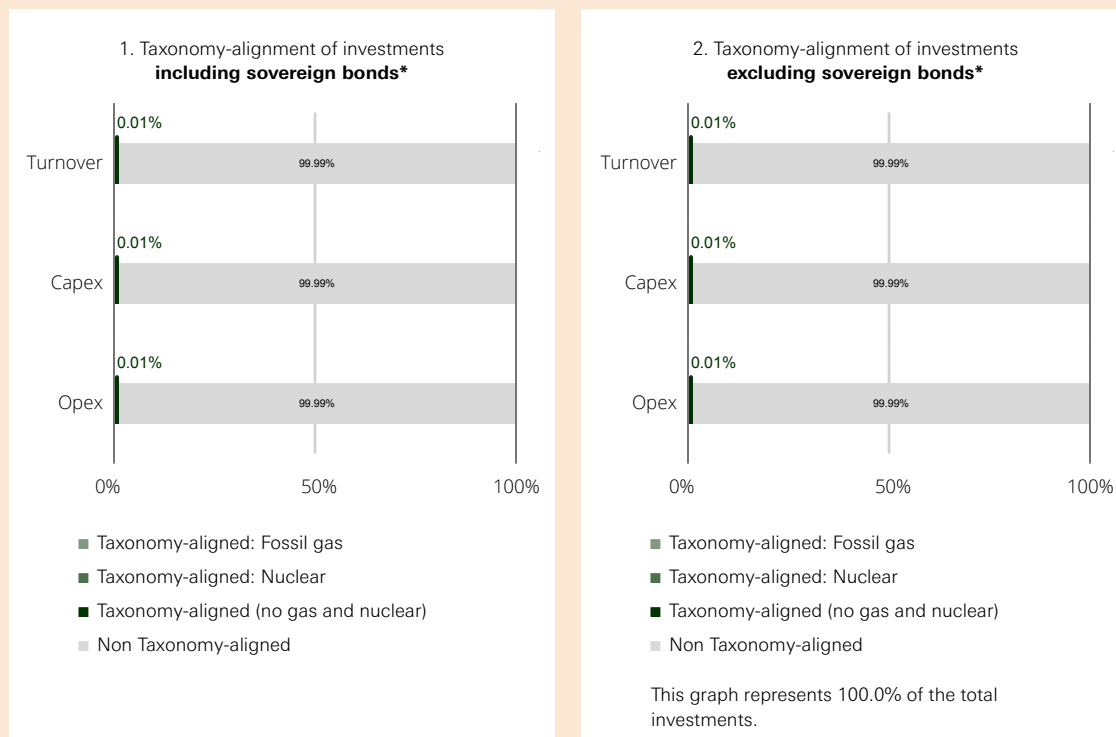 1. Taxonomy-alignment of investments
including sovereign bonds*
0.01%
Turnover
99.99%
0.01%
Capex
99.99%
0.01%
Opex
99.99%
0%
50%
100%
Taxonomy-aligned: Fossil gas
Taxonomy-aligned: Nuclear
Taxonomy-aligned (no gas and nuclear)
Non Taxonomy-aligned
2. Taxonomy-alignment of investments
excluding sovereign bonds*
0.01%
Turnover
99.99%
0.01%
Capex
99.99%
0.01%
Opex
99.99%
0%
50%
100%
Taxonomy-aligned: Fossil gas
Taxonomy-aligned: Nuclear
Taxonomy-aligned (no gas and nuclear)
Non Taxonomy-aligned
This graph represents 100.0% of the total
investments.